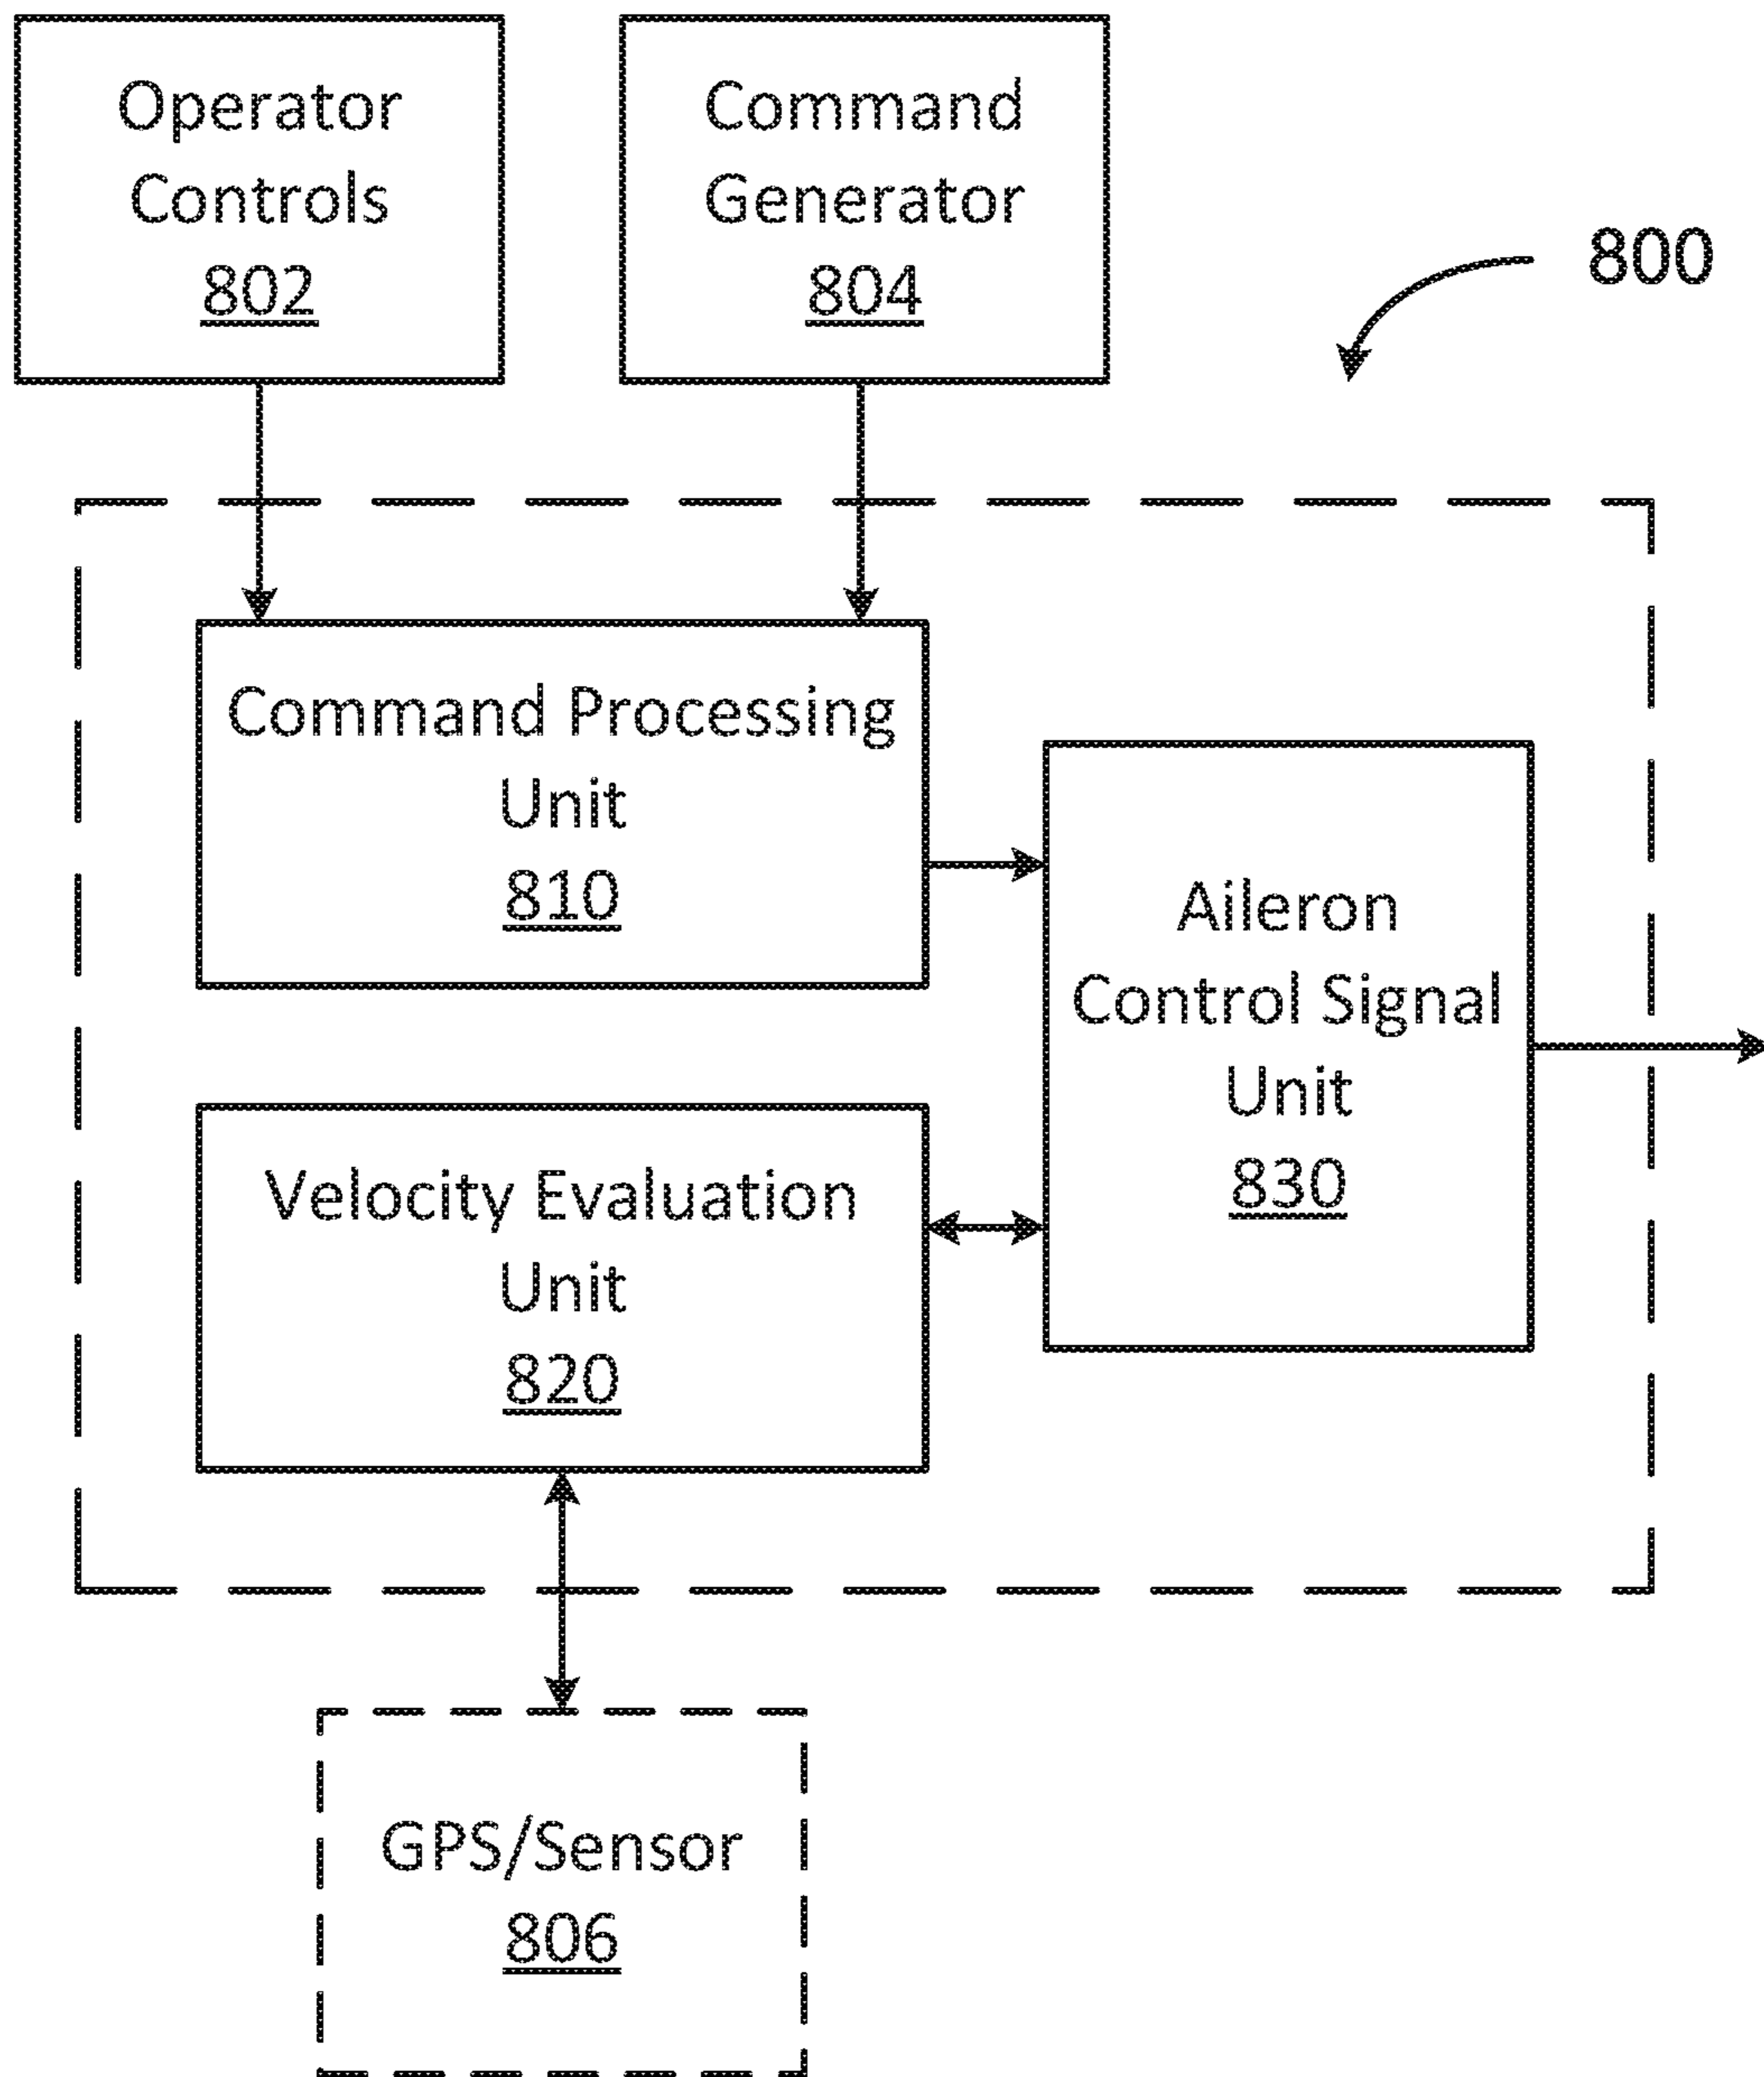 Operator
Controls
802
Command
Generator
804
800
Command Processing
Unit
810
Aileron
Control Signal
Unit
830
Velocity Evaluation
Unit
820
GPS/Sensor
806